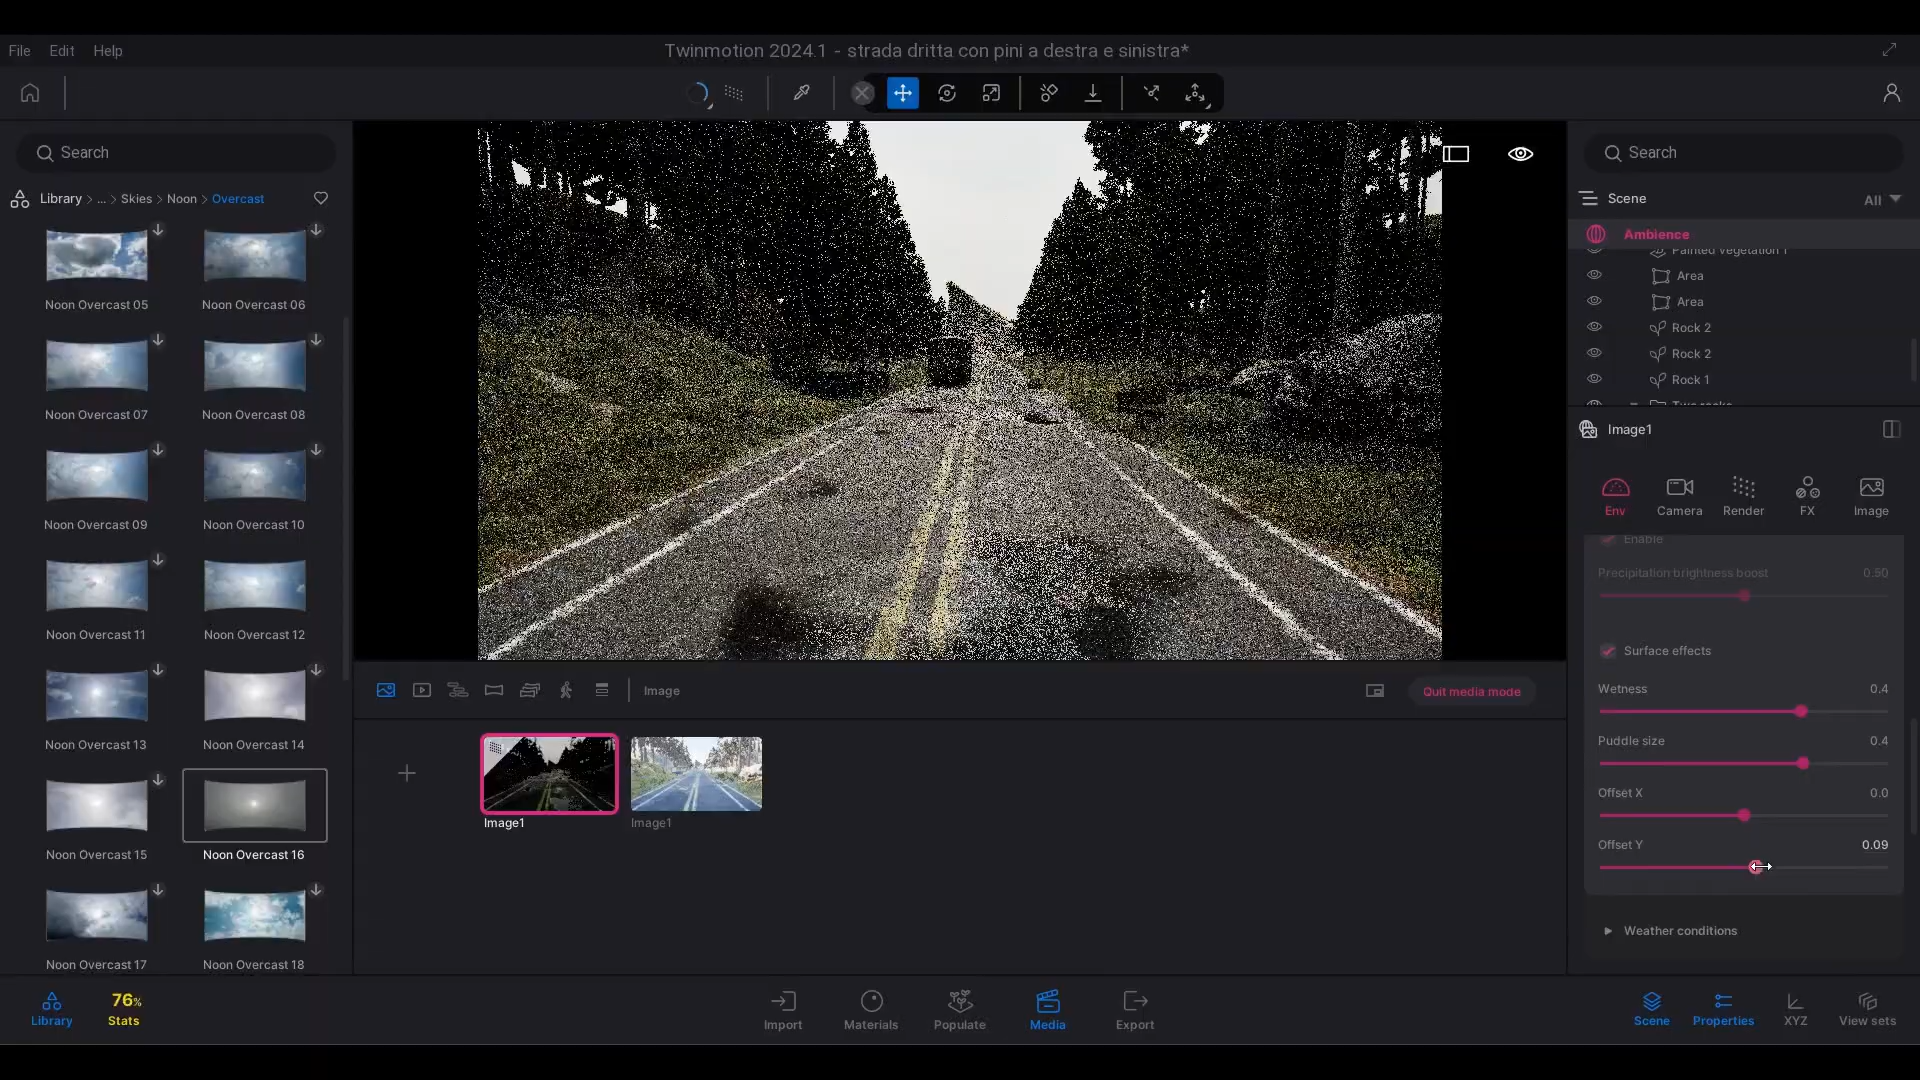 File Edit Help
Twinmotion 2024.1 - strada dritta con pini a destra e sinistra*
Search
Library > ... > Skies > Noon > Overcast
Noon Overcast 05
Noon Overcast 06
Noon Overcast 07
Noon Overcast 08
Noon Overcast 09
Noon Overcast 10
Noon Overcast 11
Noon Overcast 12
Noon Overcast 13
Noon Overcast 14
Noon Overcast 15
Noon Overcast 16
Noon Overcast 17
Noon Overcast 18
Image
Quit media mode
Image1
Image1
Search
Scene
All
Ambience
Painted vegetation 1
Area
Area
Rock 2
Rock 2
Rock 1
Two rocks
Image1
Env
Camera
Render
FX
Image
Enable
Precipitation brightness boost 0.50
Surface effects
Wetness 0.4
Puddle size 0.4
Offset X 0.0
Offset Y 0.09
Weather conditions
Library
76%
Stats
Import
Materials
Populate
Media
Export
Scene
Properties
XYZ
View sets